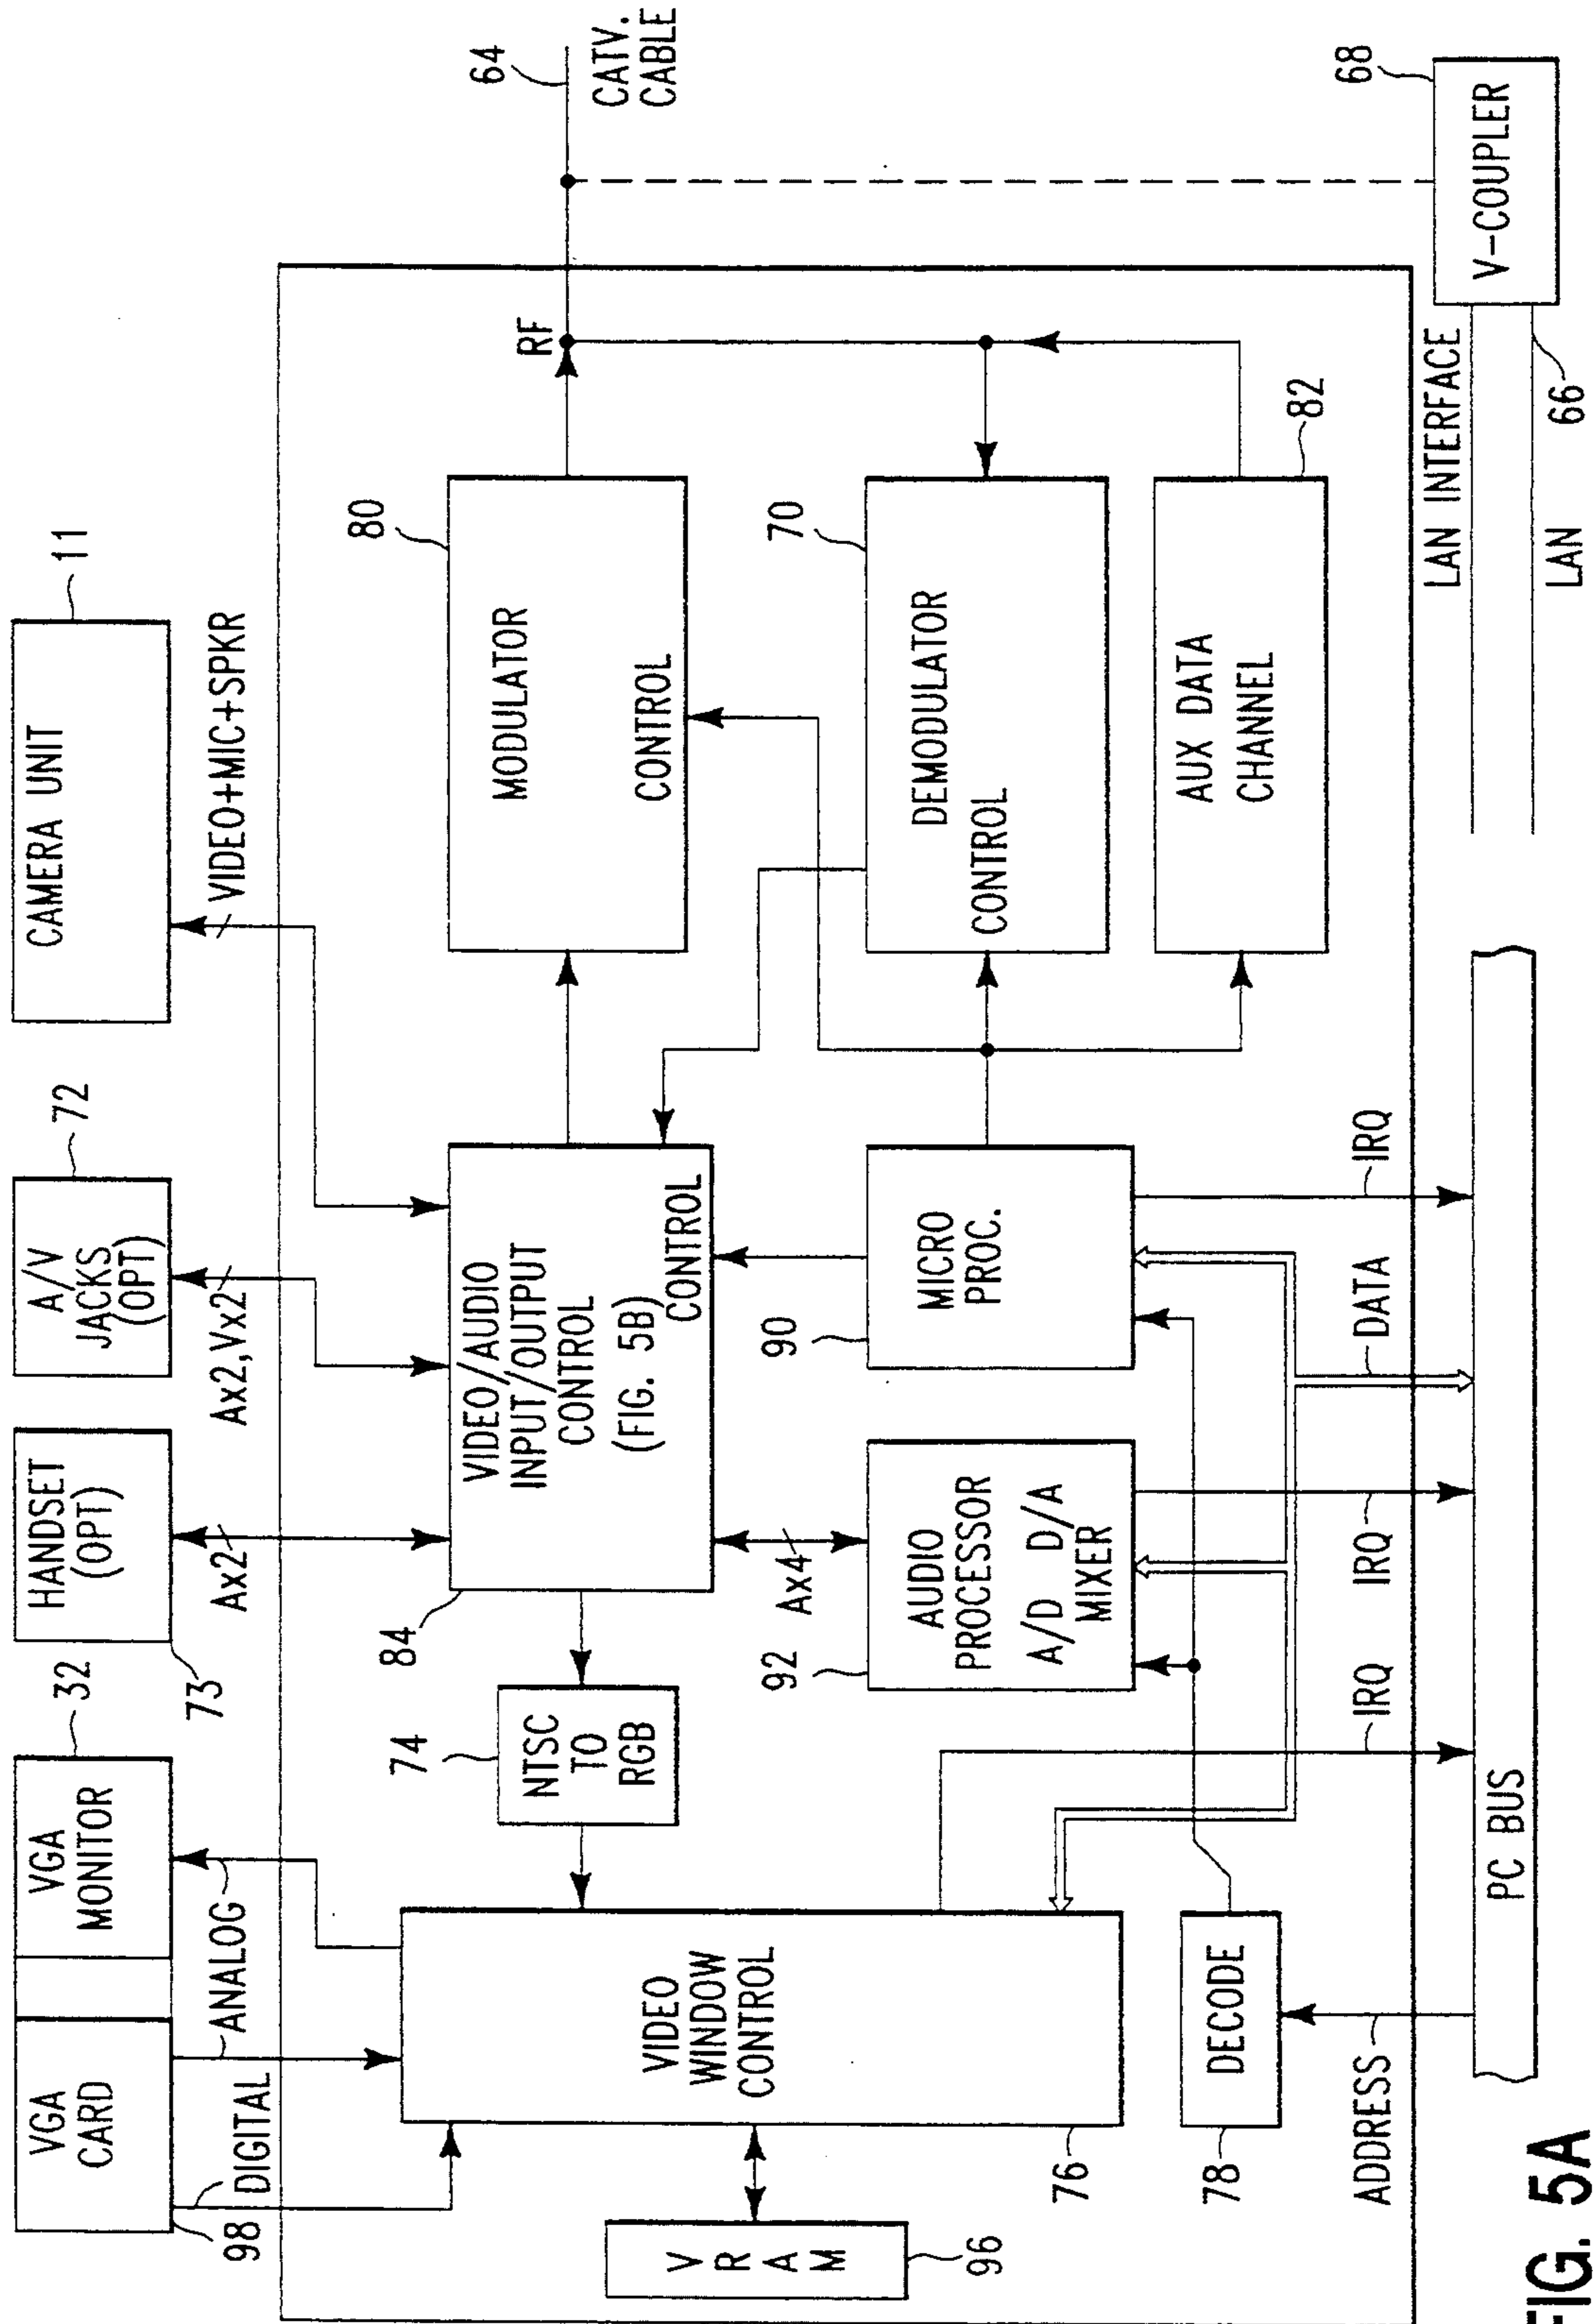 VGA
CARD
98
VGA
MONITOR
32
HANDSET
(OPT)
73
A/V
JACKS
(OPT)
72
CAMERA UNIT
11
DIGITAL
ANALOG
Ax2
Ax2,Vx2
VIDEO+MIC+SPKR
64
CATV.
CABLE
RF
V
R
A
M
96
VIDEO
WINDOW
CONTROL
76
NTSC
TO
RGB
74
VIDEO/AUDIO
INPUT/OUTPUT
CONTROL
(FIG. 5B)
CONTROL
84
MODULATOR
CONTROL
80
Ax4
AUDIO
PROCESSOR
A/D D/A
MIXER
92
MICRO
PROC.
90
DEMODULATOR
CONTROL
70
AUX DATA
CHANNEL
82
DECODE
78
ADDRESS
IRQ
IRQ
DATA
IRQ
PC BUS
LAN INTERFACE
LAN
66
V-COUPLER
68
FIG. 5A